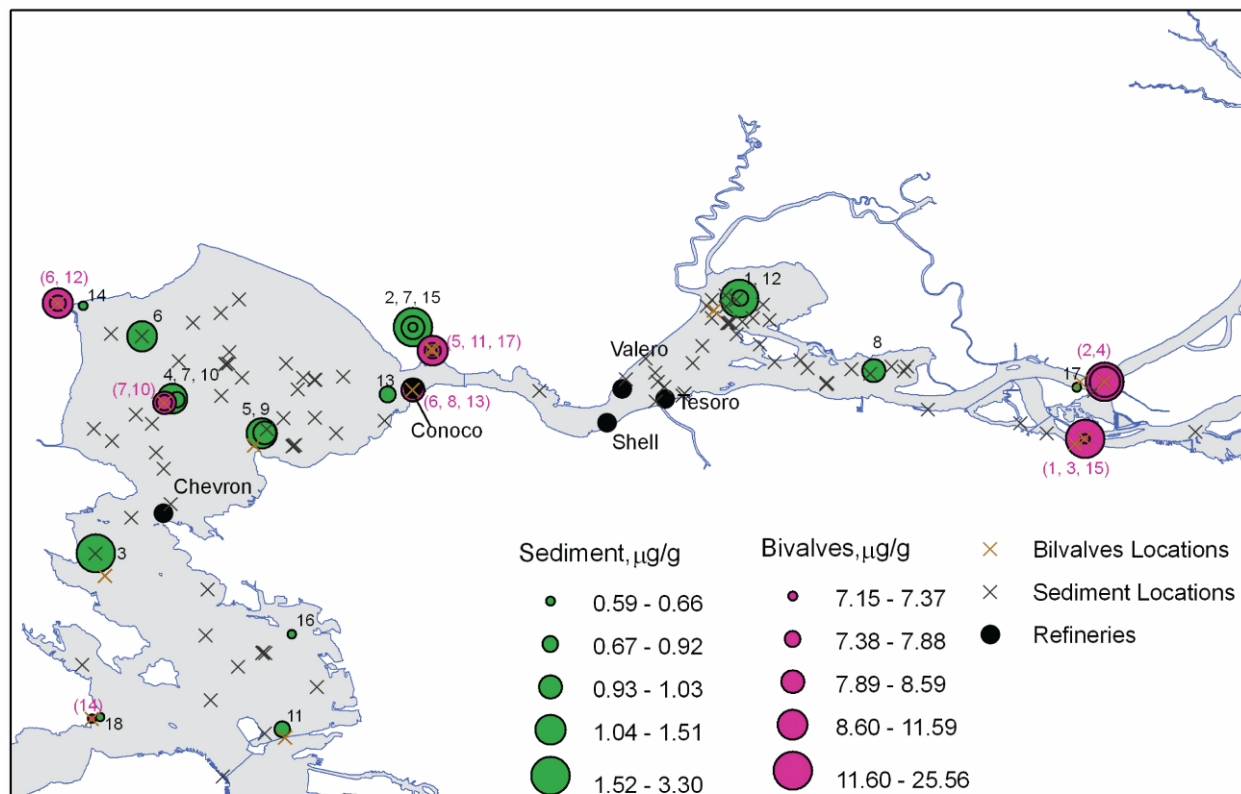 (6, 12)
14
6
2, 7, 15
1, 12
(5, 11, 17)
4, 7, 10
(7,10)
13
(6, 8, 13)
Conoco
5, 9
Valero
8
Tesoro
Shell
(2,4)
17
(1, 3, 15)
Chevron
3
16
(14)
18
11
Sediment,µg/g
0.59 - 0.66
0.67 - 0.92
0.93 - 1.03
1.04 - 1.51
1.52 - 3.30
Bivalves,µg/g
7.15 - 7.37
7.38 - 7.88
7.89 - 8.59
8.60 - 11.59
11.60 - 25.56
Bilvalves Locations
Sediment Locations
Refineries